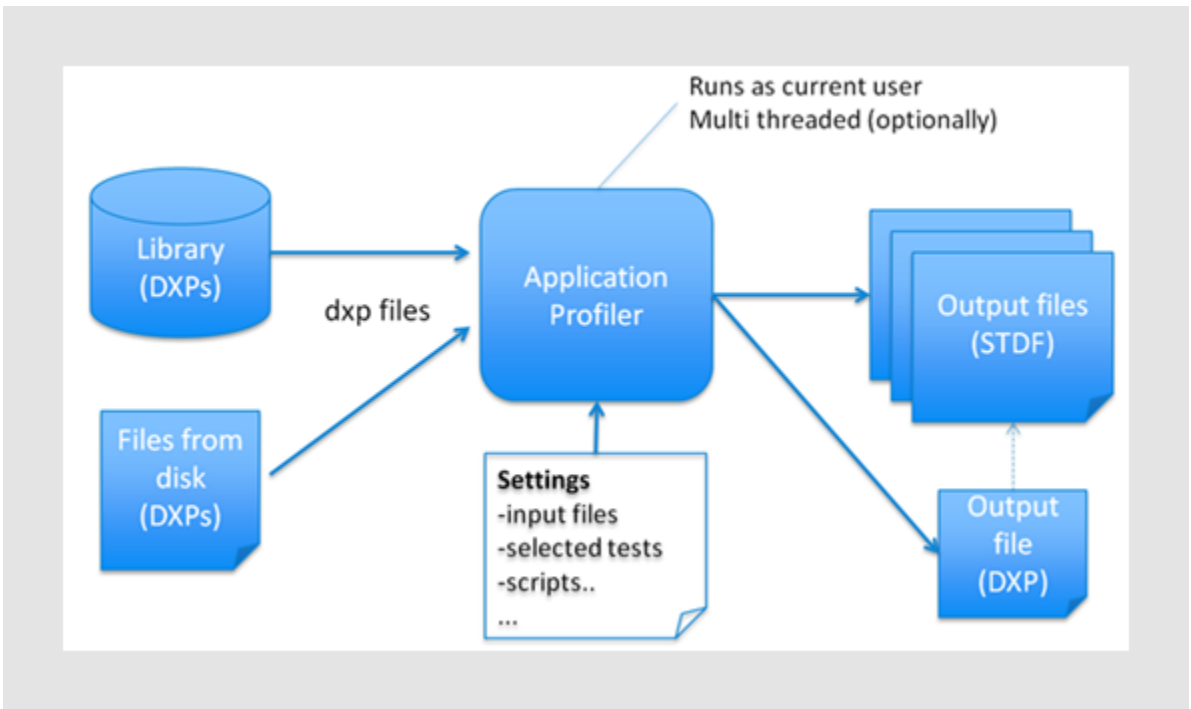 Runs as current user
Multi threaded (optionally)
Library
(DXPs)
dxp files
Application
Profiler
Output files
(STDF)
Files from
disk
(DXPs)
Settings
-input files
-selected tests
-scripts..
...
Output
file
(DXP)